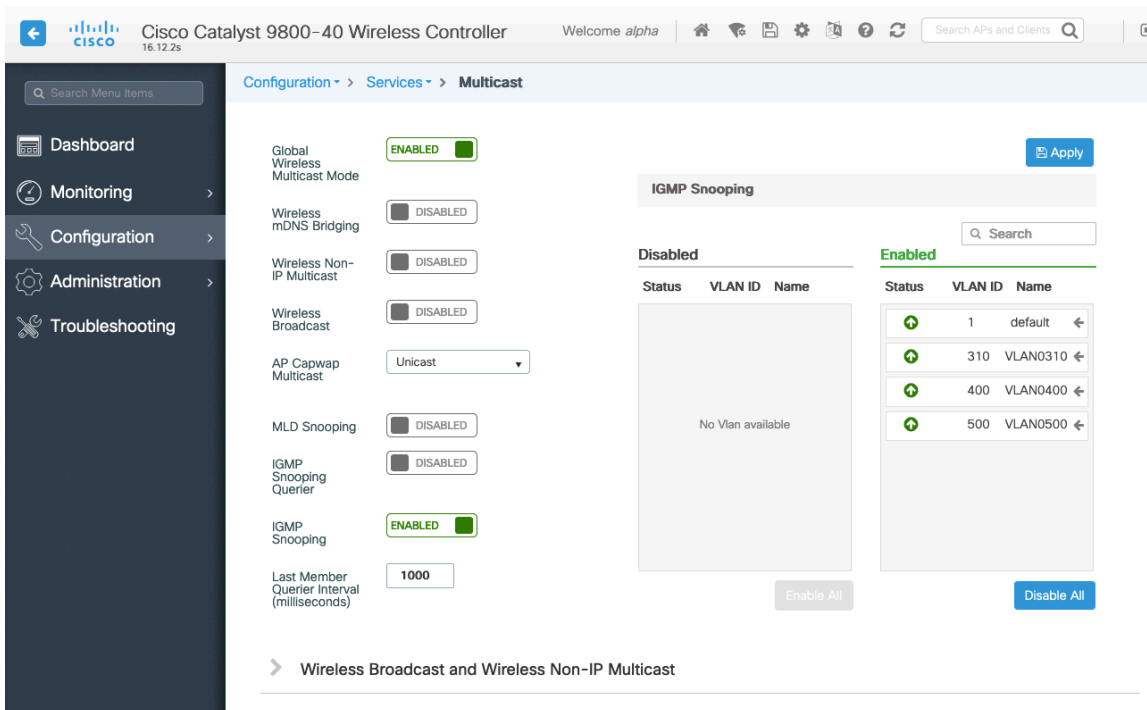 CISCO
Cisco Catalyst 9800-40 Wireless Controller
16.12.2s
Welcome alpha
Search APs and Clients
Search Menu Items
Dashboard
Monitoring
Configuration
Administration
Troubleshooting
Configuration > Services > Multicast
Global
Wireless
Multicast Mode
ENABLED
Wireless
mDNS Bridging
DISABLED
Wireless Non-
IP Multicast
DISABLED
Wireless
Broadcast
DISABLED
AP Capwap
Multicast
Unicast
MLD Snooping
DISABLED
IGMP
Snooping
Querier
DISABLED
IGMP
Snooping
ENABLED
Last Member
Querier Interval
(milliseconds)
1000
Apply
IGMP Snooping
Search
Disabled
Status VLAN ID Name
No Vlan available
Enable All
Enabled
Status VLAN ID Name
1 default
310 VLAN0310
400 VLAN0400
500 VLAN0500
Disable All
Wireless Broadcast and Wireless Non-IP Multicast